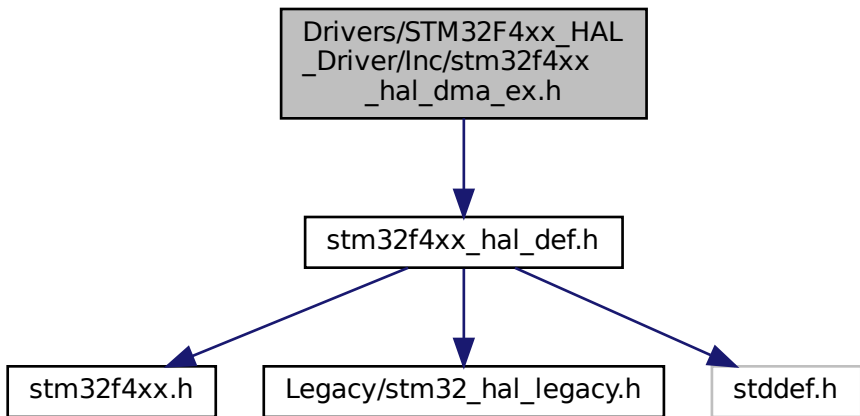 Drivers/STM32F4xx_HAL
_Driver/Inc/stm32f4xx
_hal_dma_ex.h
stm32f4xx_hal_def.h
stm32f4xx.h
Legacy/stm32_hal_legacy.h
stddef.h